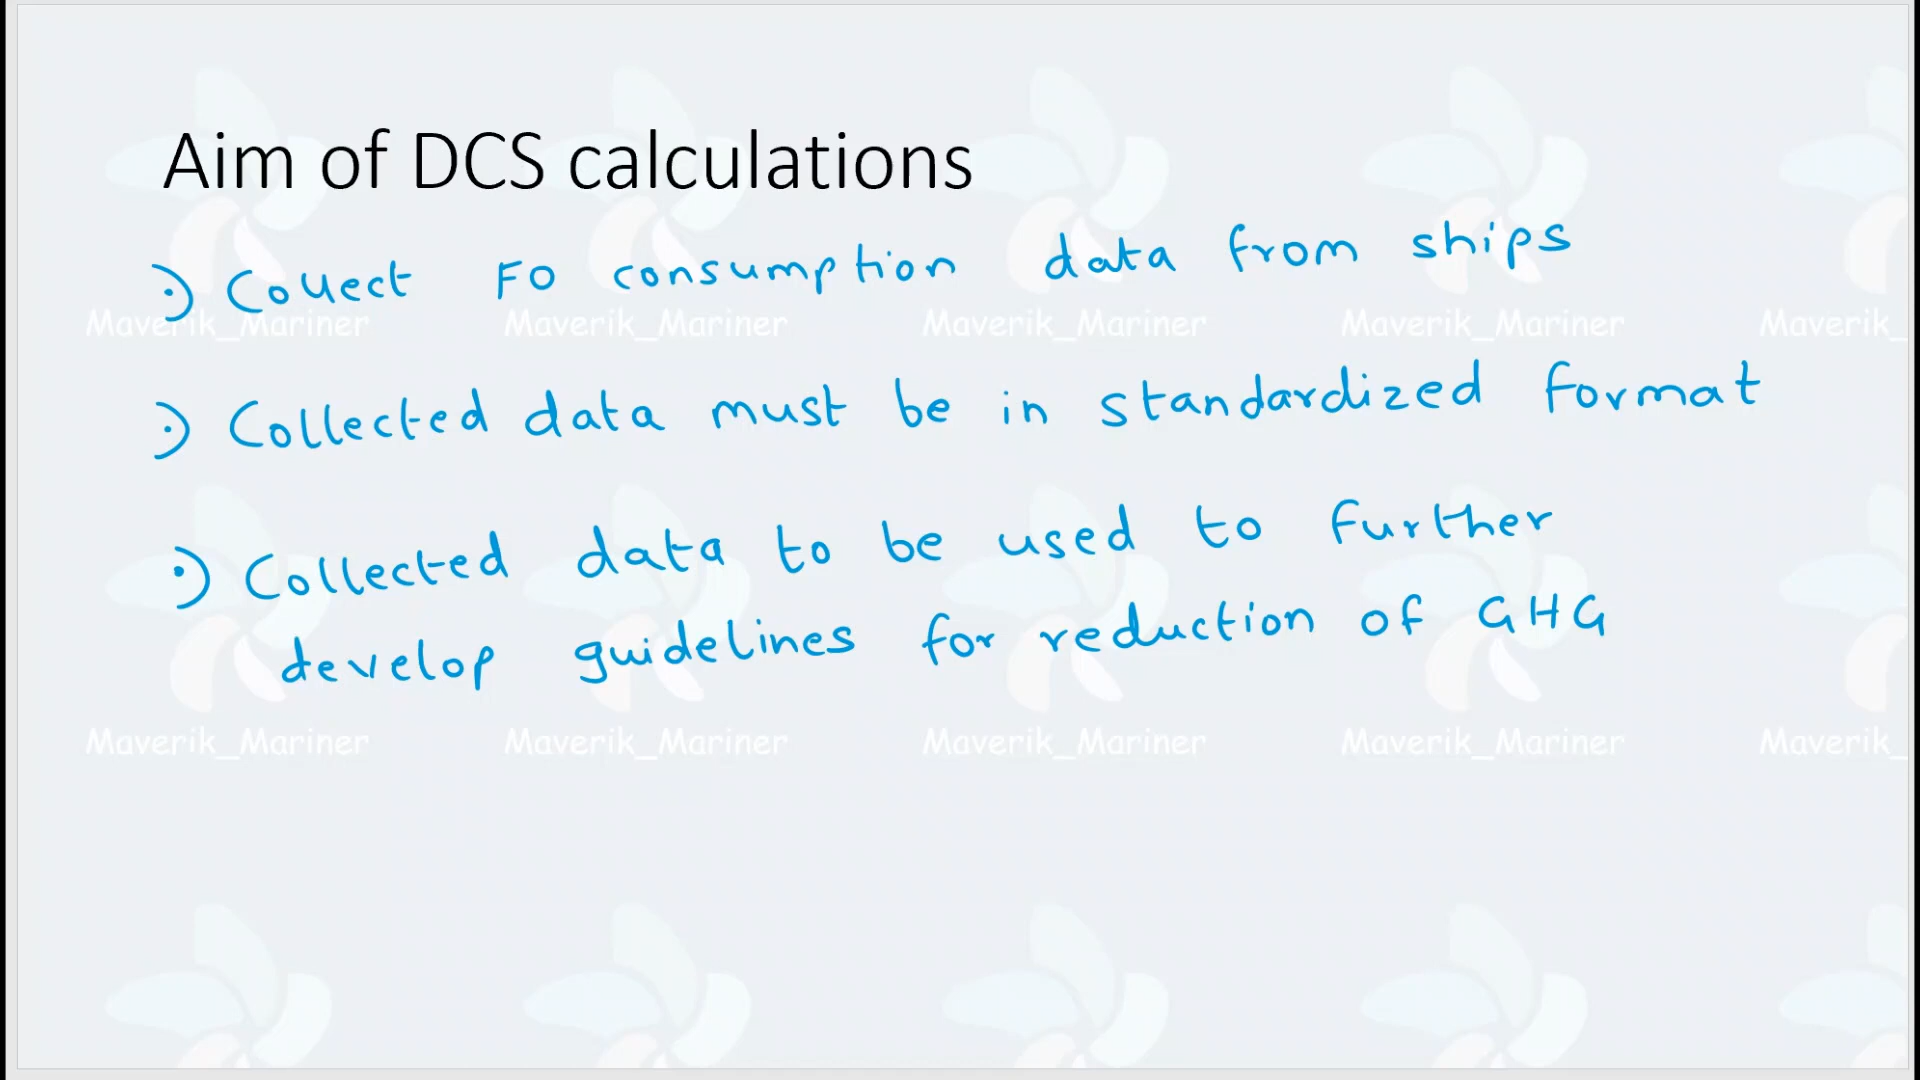 Aim of DCS calculations
·) Collect FO consumption data from ships
Maverik_Mariner Maverik_Mariner Maverik_Mariner Maverik_Mariner Maverik_
·) Collected data must be in standardized format
·) Collected data to be used to further
develop guidelines for reduction of GHG
Maverik_Mariner Maverik_Mariner Maverik_Mariner Maverik_Mariner Maverik_